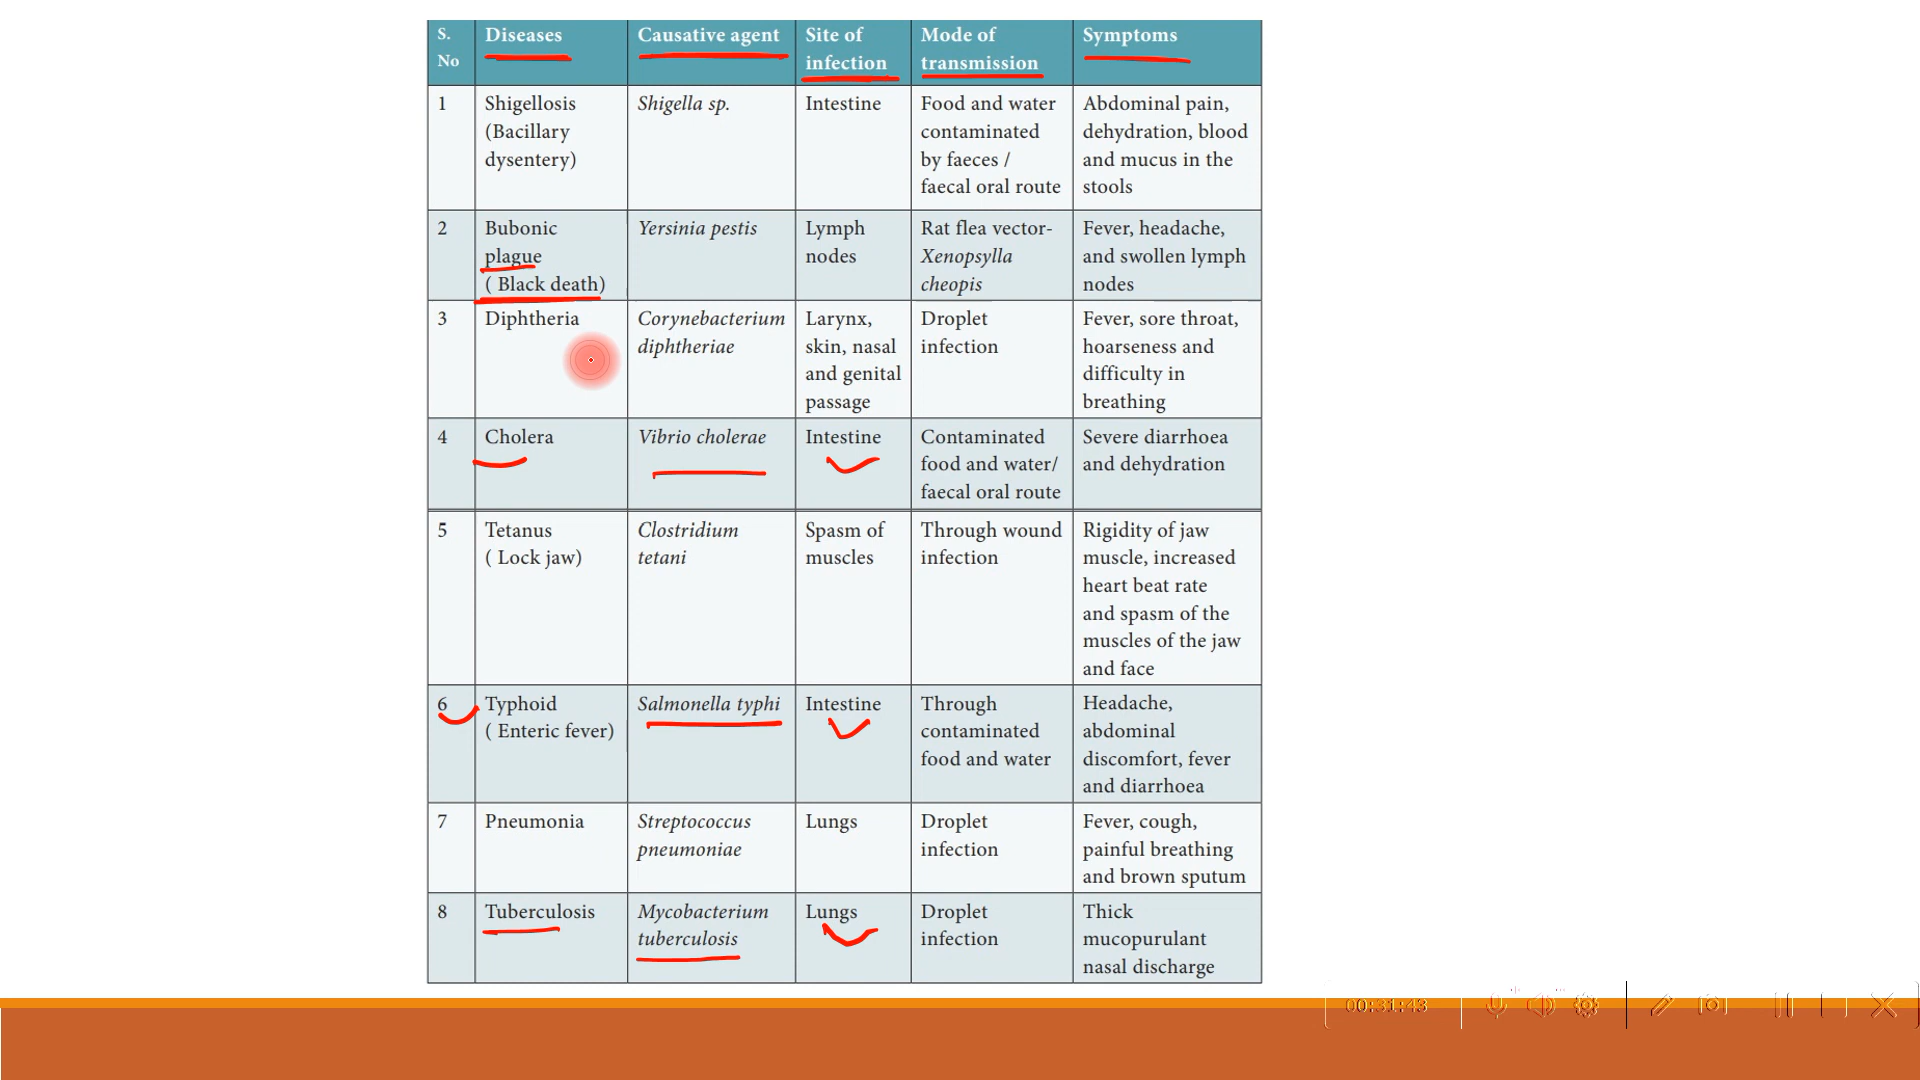 S. No | Diseases | Causative agent | Site of infection | Mode of transmission | Symptoms
1 | Shigellosis (Bacillary dysentery) | Shigella sp. | Intestine | Food and water contaminated by faeces / faecal oral route | Abdominal pain, dehydration, blood and mucus in the stools
2 | Bubonic plague ( Black death) | Yersinia pestis | Lymph nodes | Rat flea vector- Xenopsylla cheopis | Fever, headache, and swollen lymph nodes
3 | Diphtheria | Corynebacterium diphtheriae | Larynx, skin, nasal and genital passage | Droplet infection | Fever, sore throat, hoarseness and difficulty in breathing
4 | Cholera | Vibrio cholerae | Intestine | Contaminated food and water/ faecal oral route | Severe diarrhoea and dehydration
5 | Tetanus ( Lock jaw) | Clostridium tetani | Spasm of muscles | Through wound infection | Rigidity of jaw muscle, increased heart beat rate and spasm of the muscles of the jaw and face
6 | Typhoid ( Enteric fever) | Salmonella typhi | Intestine | Through contaminated food and water | Headache, abdominal discomfort, fever and diarrhoea
7 | Pneumonia | Streptococcus pneumoniae | Lungs | Droplet infection | Fever, cough, painful breathing and brown sputum
8 | Tuberculosis | Mycobacterium tuberculosis | Lungs | Droplet infection | Thick mucopurulant nasal discharge
00:31:43